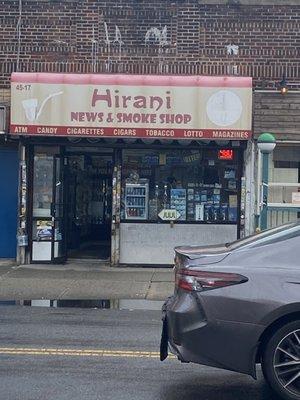 45-17
Hirani
NEWS & SMOKE SHOP
ATM CANDY CIGARETTES CIGARS TOBACCO LOTTO MAGAZINES
JUUL